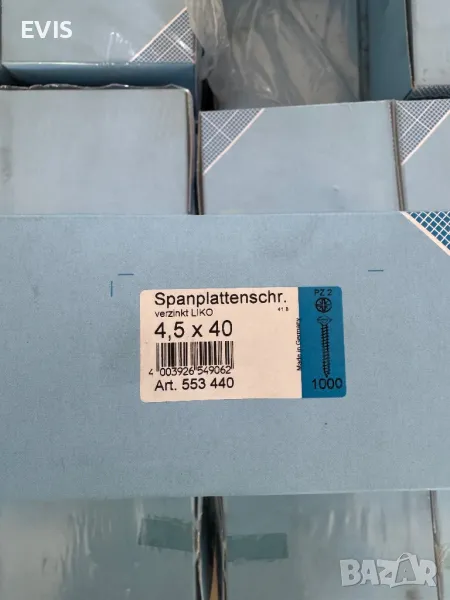 EVIS
Spanplattenschr.
verzinkt LIKO
4,5 x 40
4 003926 549062
Art. 553 440
Made in Germany
PZ 2
1000
BAZAR